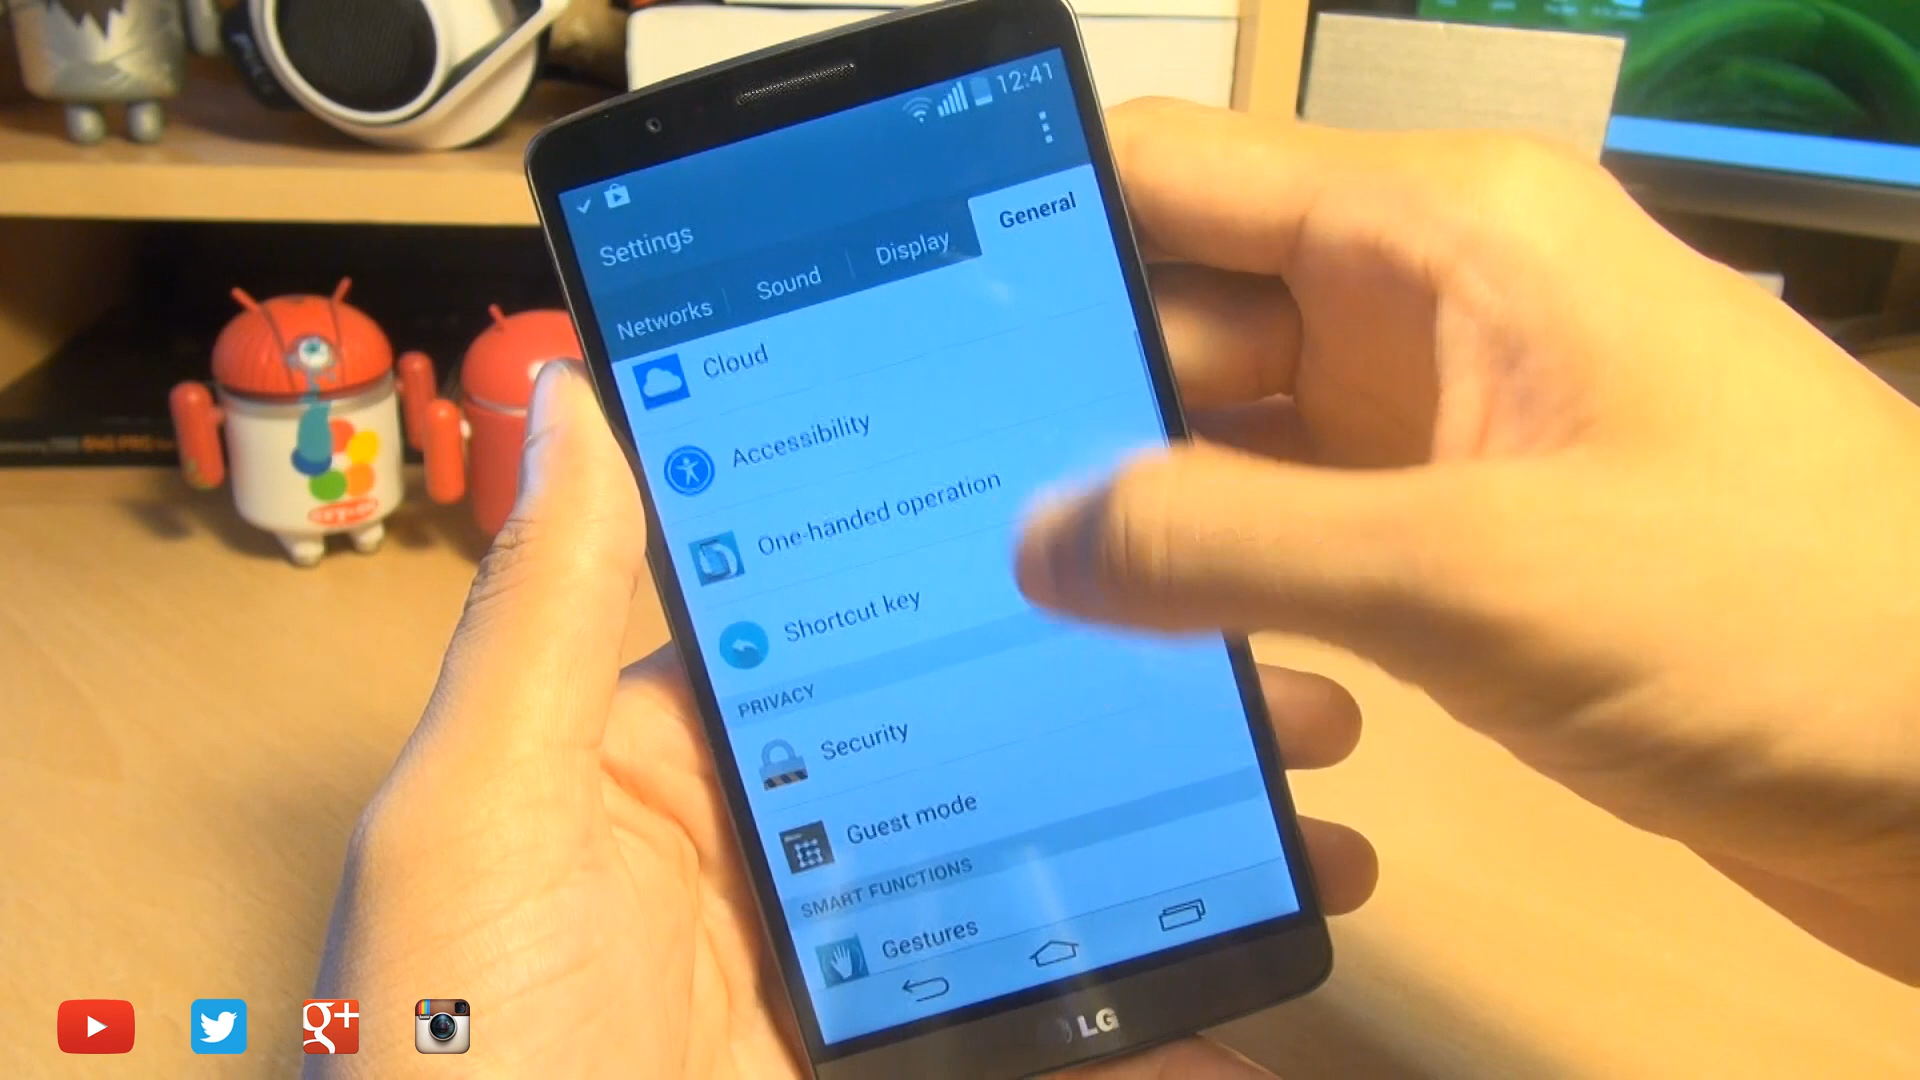 12:41
Settings
Networks
Sound
Display
General
Cloud
Accessibility
One-handed operation
Shortcut key
PRIVACY
Security
Guest mode
SMART FUNCTIONS
Gestures
LG
g+